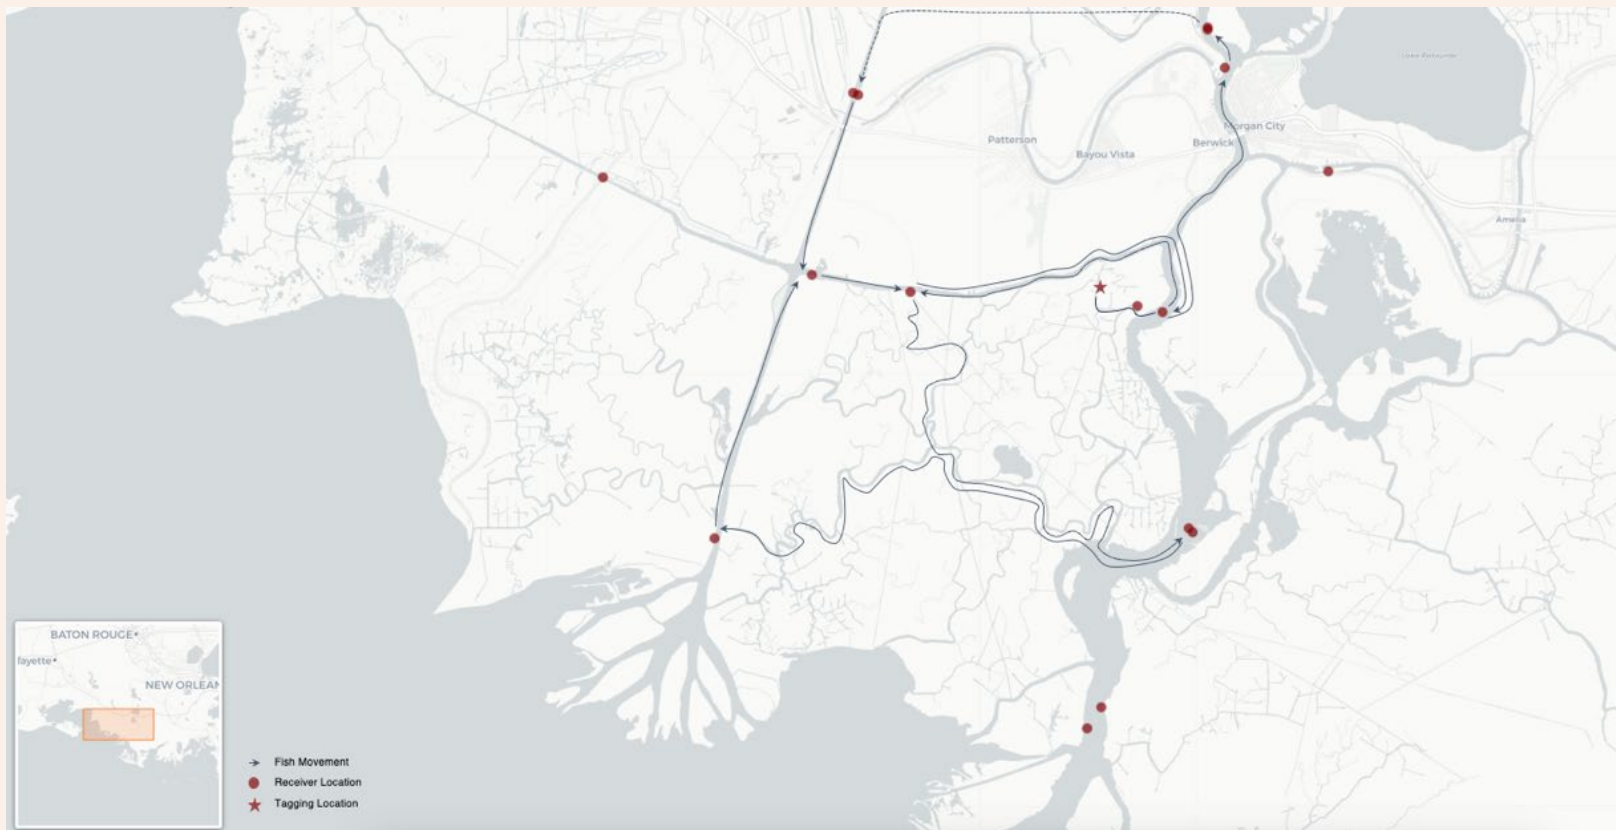 Patterson
Bayou Vista
Morgan City
Berwick
Amelia
BATON ROUGE
fayette
NEW ORLEAN
Fish Movement
Receiver Location
Tagging Location